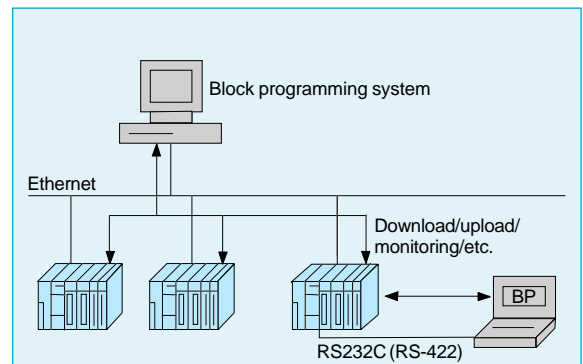 Block programming system
Ethernet
Download/upload/
monitoring/etc.
BP
RS232C (RS-422)